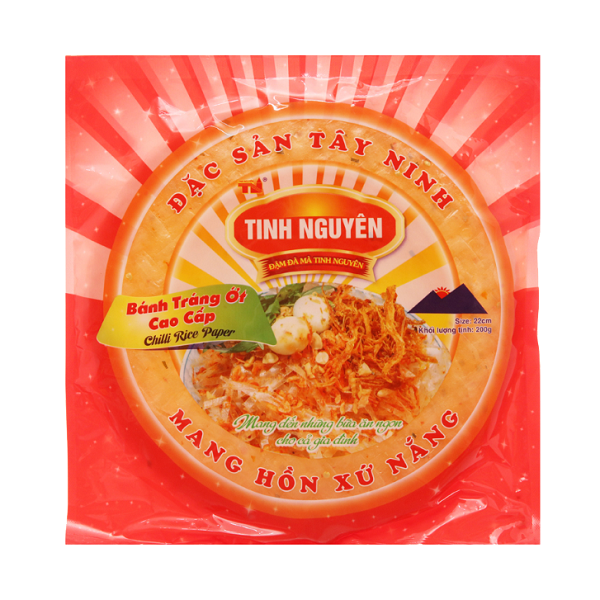 ĐẶC SẢN TÂY NINH
TN
TINH NGUYÊN
ĐẬM ĐÀ MÀ TINH NGUYÊN
Bánh Tráng Ớt
Cao Cấp
Chilli Rice Paper
Size: 22cm
Khối lượng tịnh: 200g
Mang đến những bữa ăn ngon
cho cả gia đình
MANG HỒN XỨ NẮNG